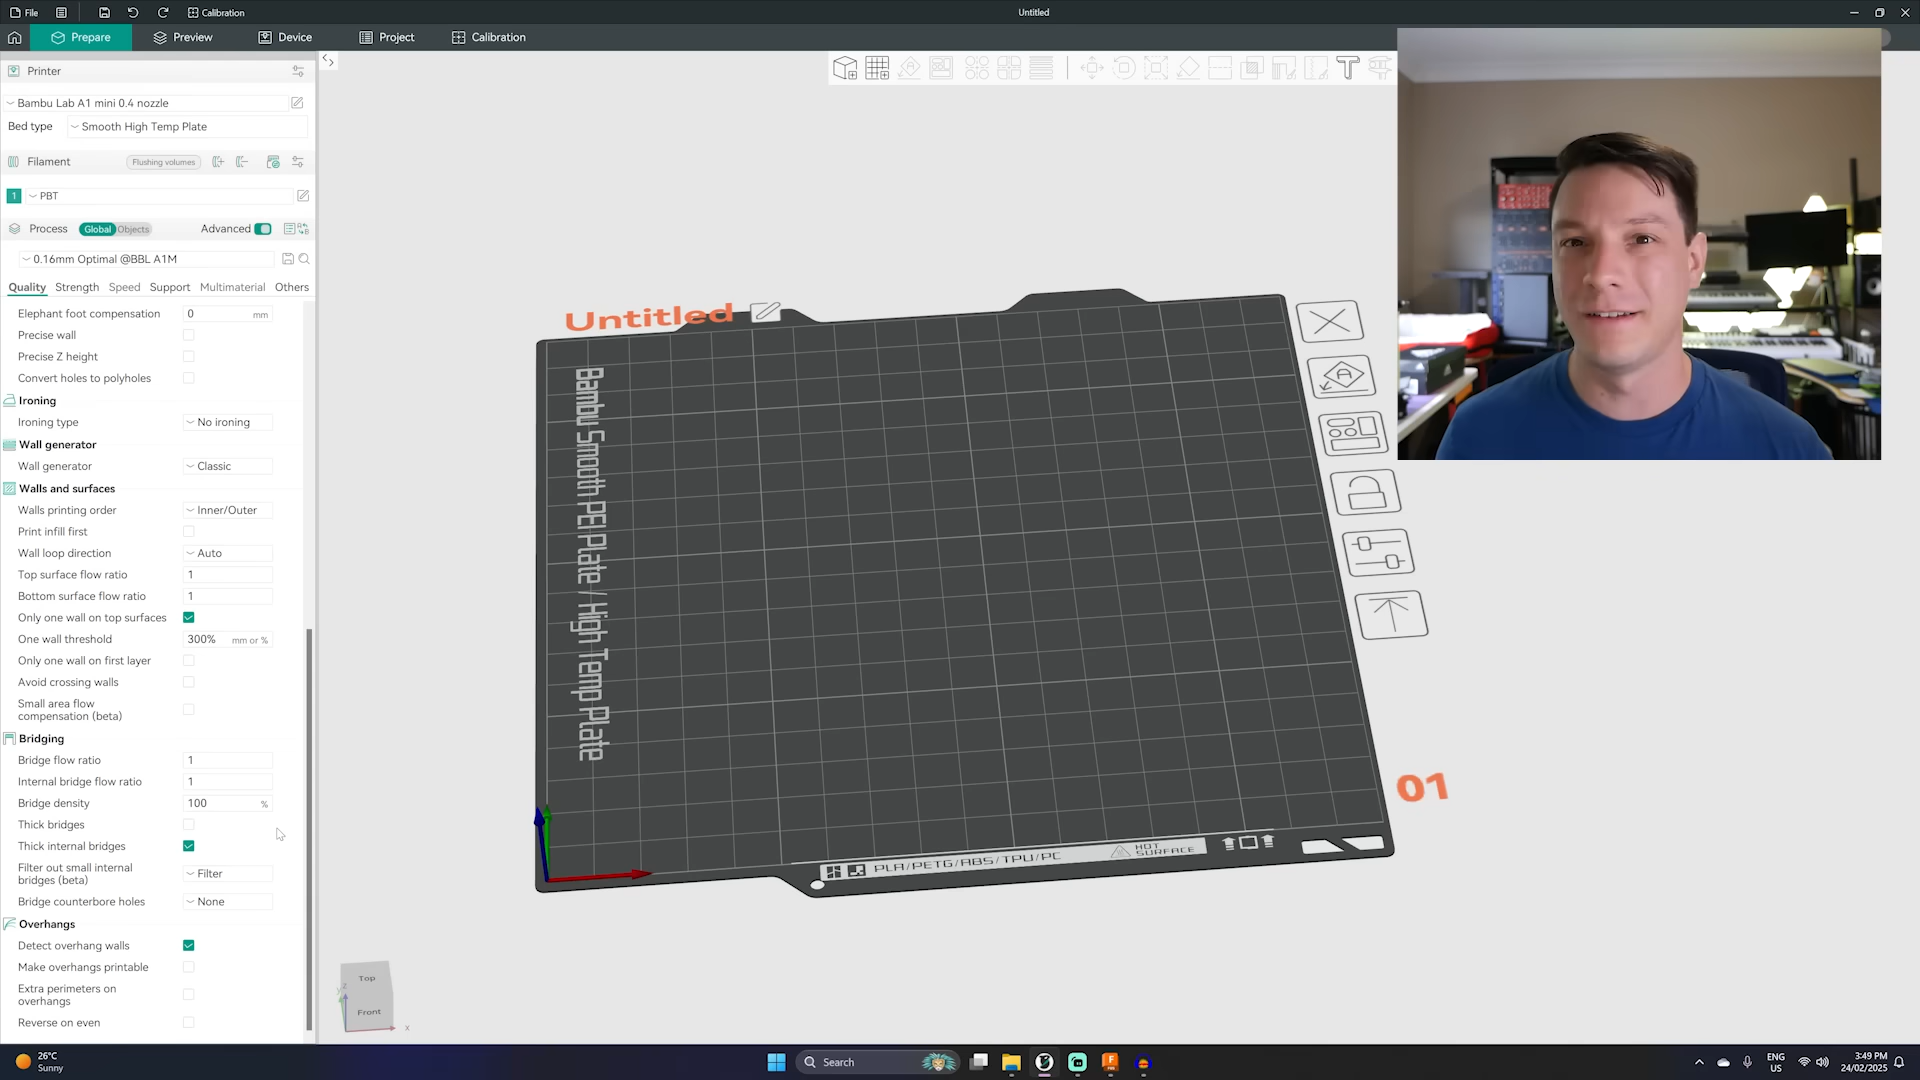 File
Calibration
Untitled
Prepare
Preview
Device
Project
Calibration
Printer
Bambu Lab A1 mini 0.4 nozzle
Bed type
Smooth High Temp Plate
Filament
Flushing volumes
1
PBT
Process
Global
Objects
Advanced
0.16mm Optimal @BBL A1M
Quality
Strength
Speed
Support
Multimaterial
Others
Elephant foot compensation
0
mm
Precise wall
Precise Z height
Convert holes to polyholes
Ironing
Ironing type
No ironing
Wall generator
Wall generator
Classic
Walls and surfaces
Walls printing order
Inner/Outer
Print infill first
Wall loop direction
Auto
Top surface flow ratio
1
Bottom surface flow ratio
1
Only one wall on top surfaces
One wall threshold
300%
mm or %
Only one wall on first layer
Avoid crossing walls
Small area flow
compensation (beta)
Bridging
Bridge flow ratio
1
Internal bridge flow ratio
1
Bridge density
100
%
Thick bridges
Thick internal bridges
Filter out small internal
bridges (beta)
Filter
Bridge counterbore holes
None
Overhangs
Detect overhang walls
Make overhangs printable
Extra perimeters on
overhangs
Reverse on even
Untitled
Bambu Smooth PEI Plate / High Temp Plate
01
PLA/PETG/ABS/TPU/PC
HOT
SURFACE
Top
Front
x
26°C
Sunny
Search
ENG
US
3:49 PM
24/02/2025